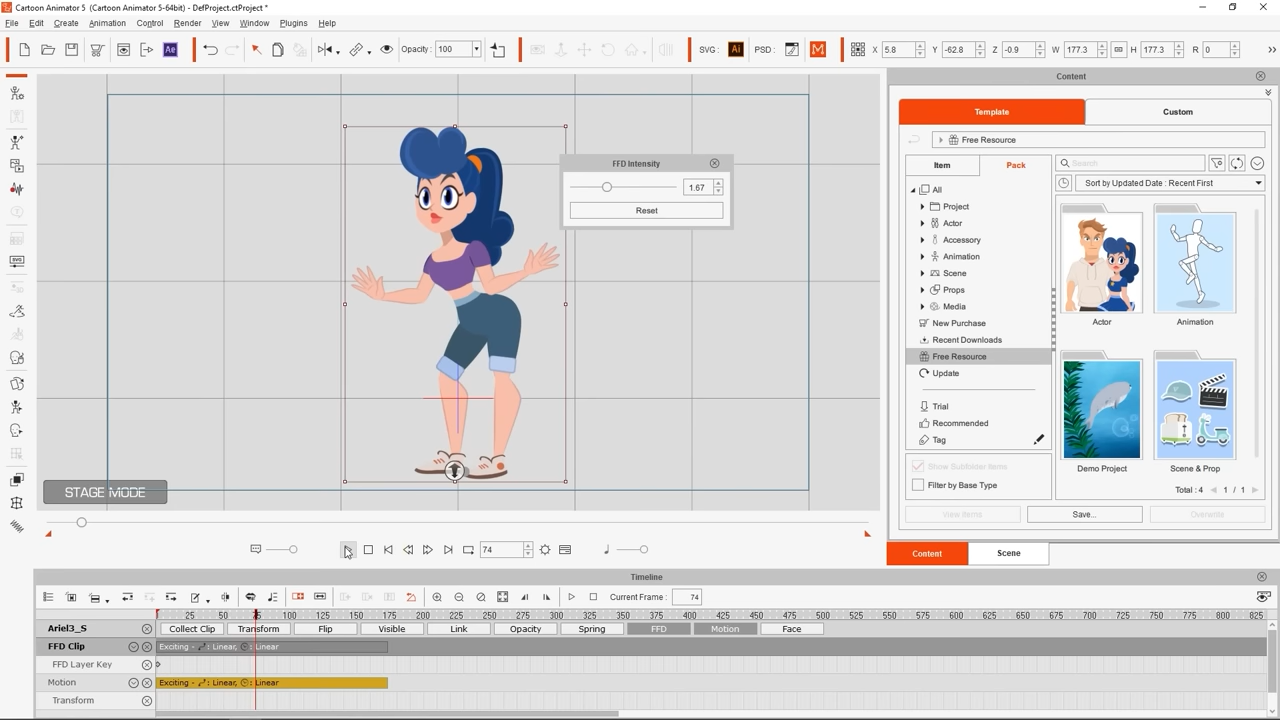 Cartoon Animator 5 (Cartoon Animator 5-64bit) - DefProject.ctProject *
File Edit Create Animation Control Render View Window Plugins Help
Ae Opacity : 100 SVG : Ai PSD : M X 5.8 Y -62.8 Z -0.9 W 177.3 H 177.3 R 0
Content
Template Custom
Free Resource
Item Pack Search
Sort by Updated Date : Recent First
All
Project
Actor
Accessory
Animation
Scene
Props
Media
New Purchase
Recent Downloads
Free Resource
Update
Trial
Recommended
Tag
Show Subfolder Items
Filter by Base Type
Actor Animation
Demo Project Scene & Prop
Total : 4 1 / 1
View Items Save... Overwrite
Content Scene
FFD Intensity
1.67
Reset
STAGE MODE
SVG
74
Timeline
Current Frame : 74
25 50 75 100 125 150 175 200 225 250 275 300 325 350 375 400 425 450 475 500 525 550 575 600 625 650 675 700 725 750 775 800 825
Ariel3_S Collect Clip Transform Flip Visible Link Opacity Spring FFD Motion Face
FFD Clip Exciting - : Linear, : Linear
FFD Layer Key
Motion Exciting - : Linear, : Linear
Transform